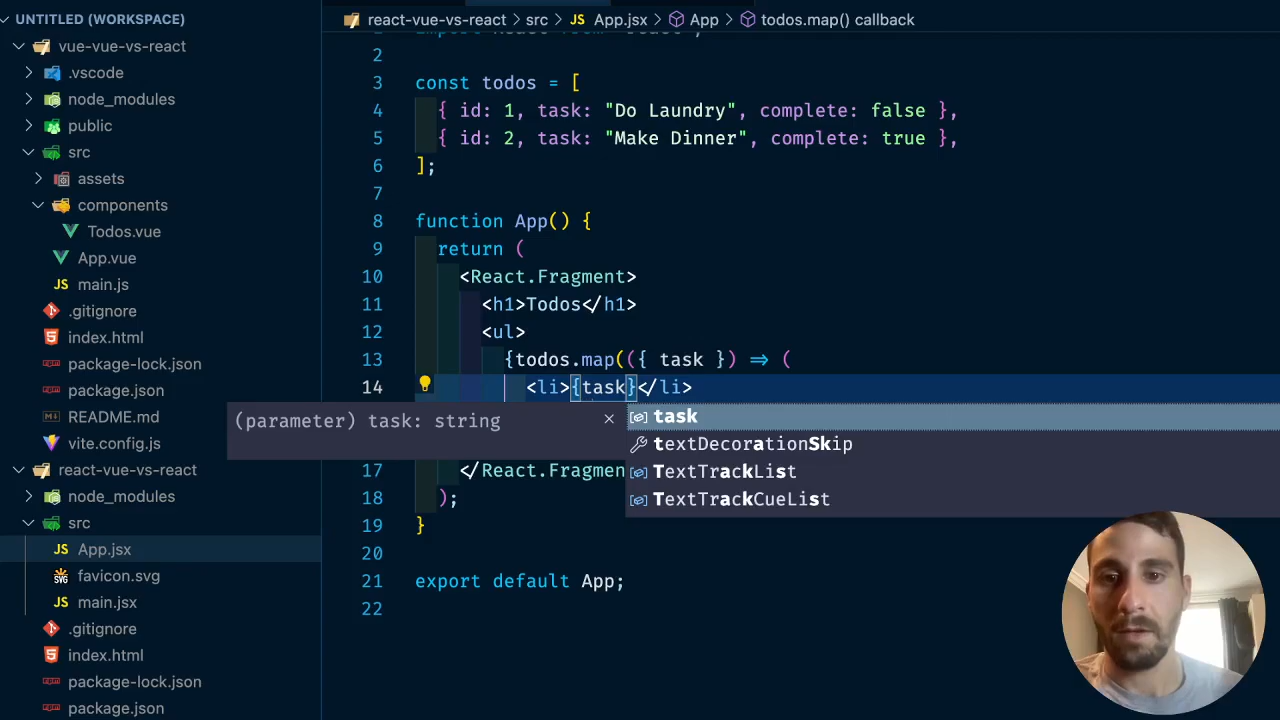 UNTITLED (WORKSPACE)
vue-vue-vs-react
.vscode
node_modules
public
src
assets
components
Todos.vue
App.vue
JS main.js
.gitignore
index.html
package-lock.json
package.json
README.md
vite.config.js
react-vue-vs-react
node_modules
src
JS App.jsx
favicon.svg
JS main.jsx
.gitignore
index.html
package-lock.json
package.json
react-vue-vs-react > src > JS App.jsx > App > todos.map() callback
2
3 const todos = [
4 { id: 1, task: "Do Laundry", complete: false },
5 { id: 2, task: "Make Dinner", complete: true },
6 ];
7
8 function App() {
9 return (
10 <React.Fragment>
11 <h1>Todos</h1>
12 <ul>
13 {todos.map(({ task }) => (
14 <li>{task}</li>
(parameter) task: string
task
textDecorationSkip
TextTrackList
TextTrackCueList
17 </React.Fragmen
18 );
19 }
20
21 export default App;
22